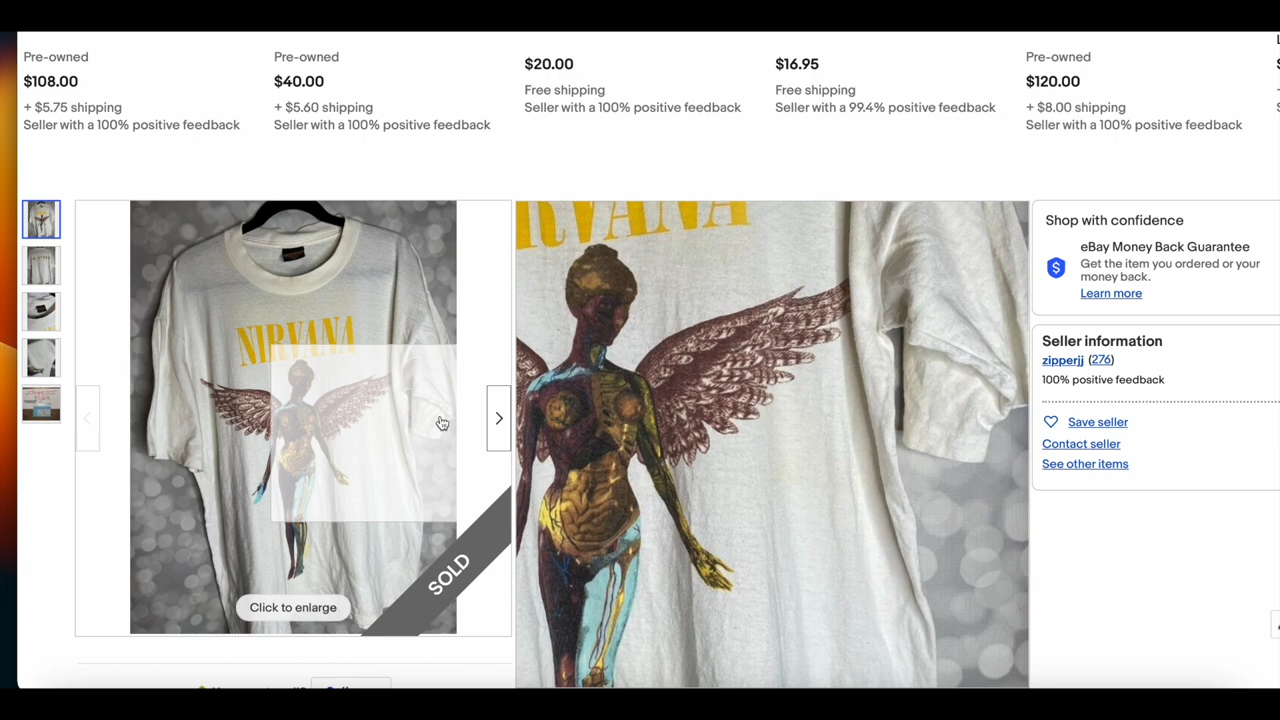 Pre-owned
$108.00
+ $5.75 shipping
Seller with a 100% positive feedback
Pre-owned
$40.00
+ $5.60 shipping
Seller with a 100% positive feedback
$20.00
Free shipping
Seller with a 100% positive feedback
$16.95
Free shipping
Seller with a 99.4% positive feedback
Pre-owned
$120.00
+ $8.00 shipping
Seller with a 100% positive feedback
NIRVANA
SOLD
Click to enlarge
NIRVANA
Shop with confidence
eBay Money Back Guarantee
Get the item you ordered or your
money back.
Learn more
Seller information
zipperjj (276)
100% positive feedback
Save seller
Contact seller
See other items